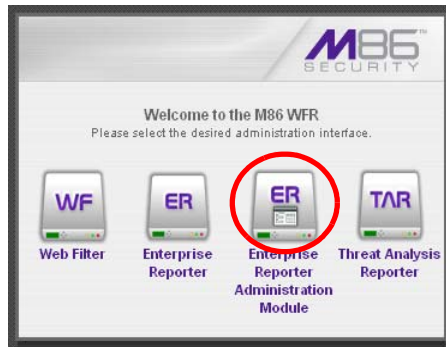 M86™
SECURITY
Welcome to the M86 WFR
Please select the desired administration interface.
WF
ER
ER
TAR
Web Filter
Enterprise
Reporter
Enterprise
Reporter
Administration
Module
Threat Analysis
Reporter